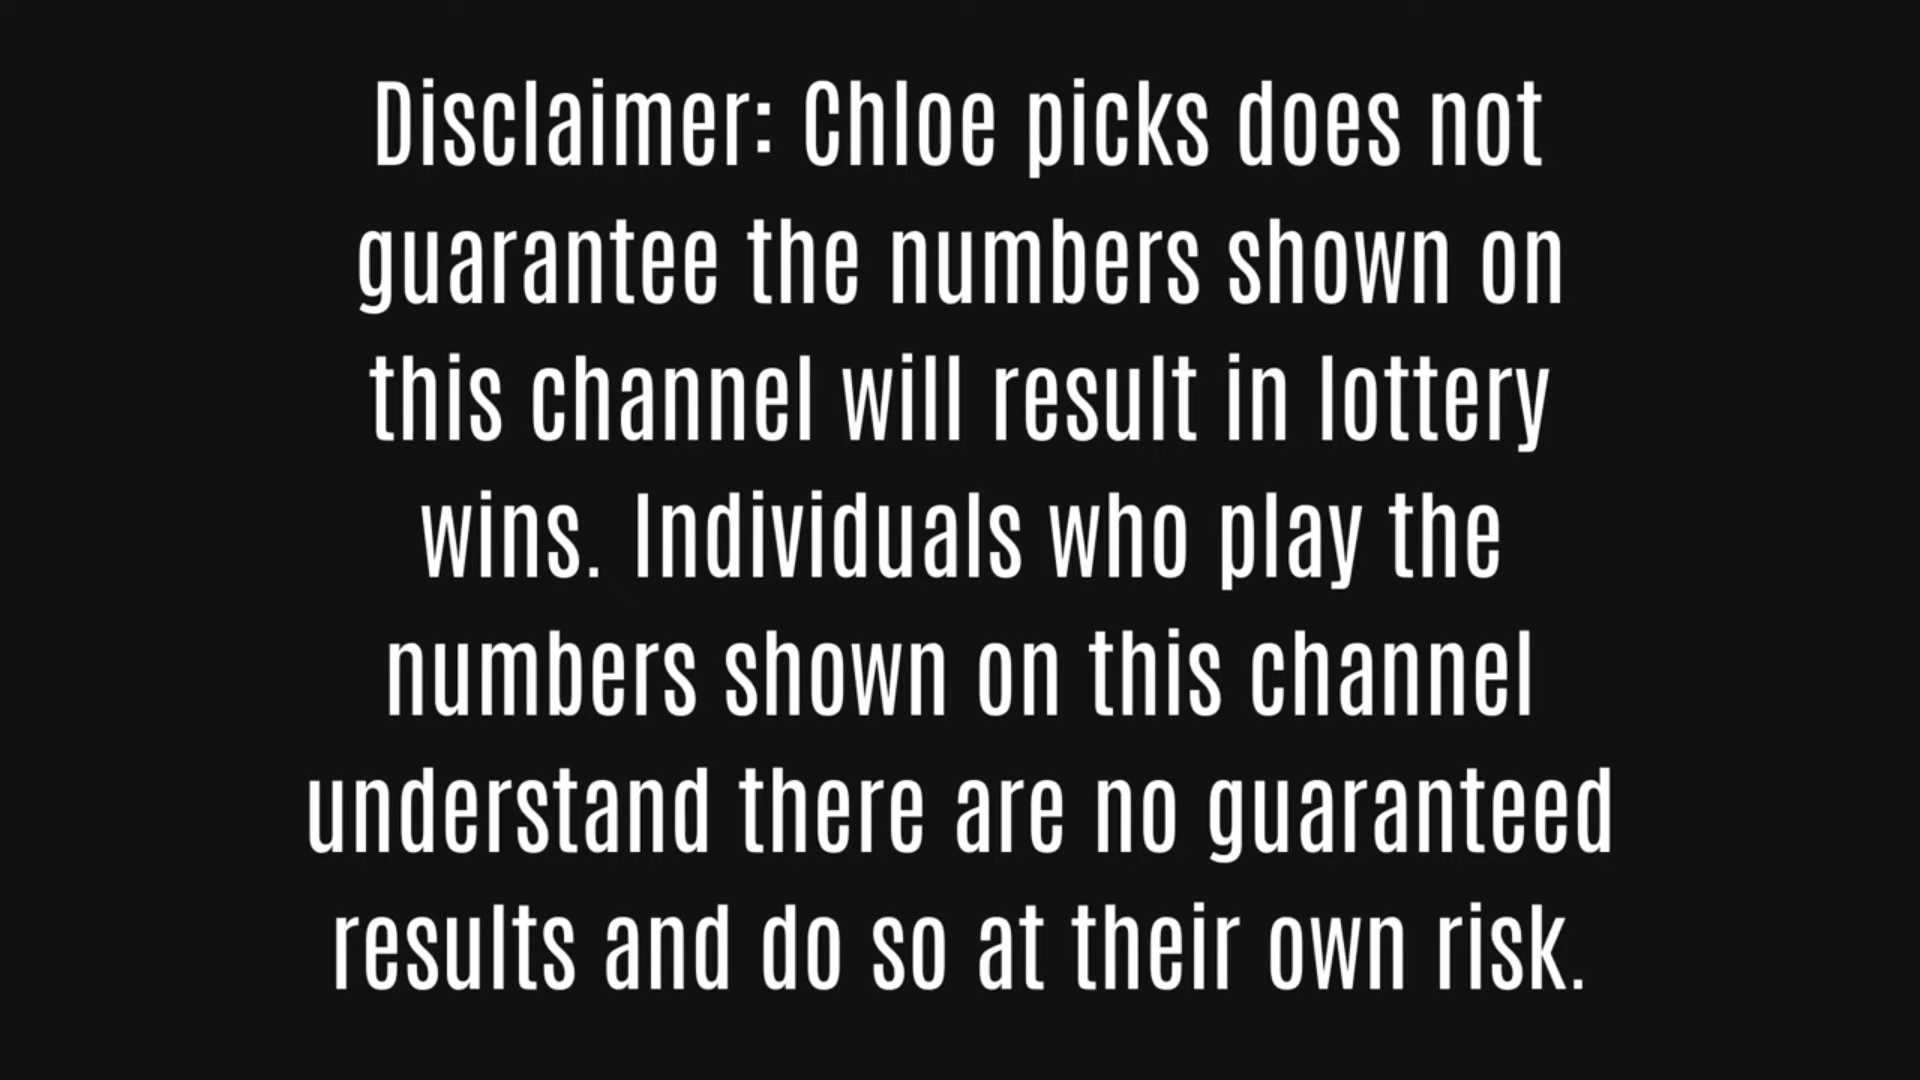 Disclaimer: Chloe picks does not
guarantee the numbers shown on
this channel will result in lottery
wins. Individuals who play the
numbers shown on this channel
understand there are no guaranteed
results and do so at their own risk.